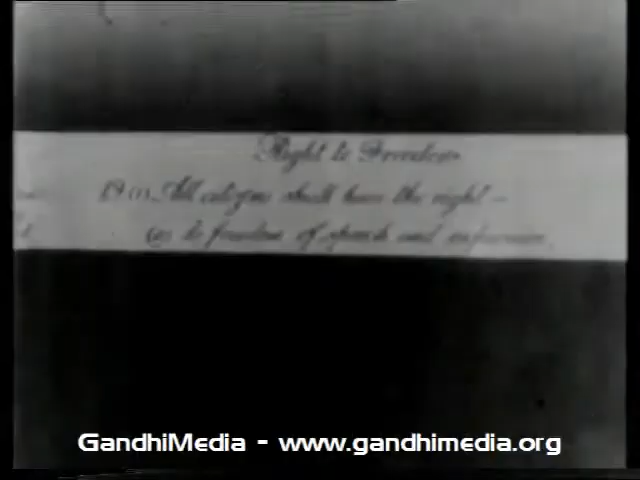 Right to Freedom
19.(1). All citizens shall have the right —
(a) to freedom of speech and expression,
GandhiMedia - www.gandhimedia.org